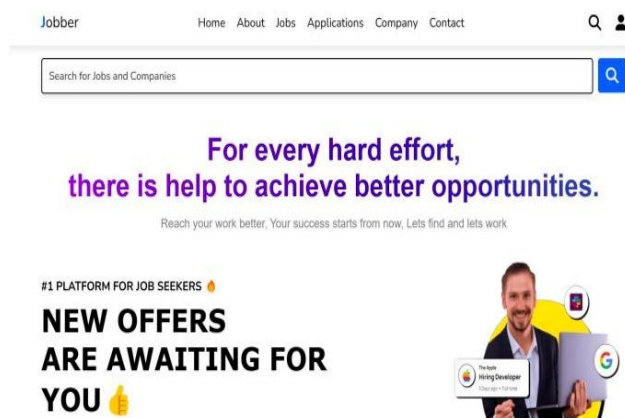 Jobber
Home About Jobs Applications Company Contact
Search for Jobs and Companies
For every hard effort,
there is help to achieve better opportunities.
Reach your work better, Your success starts from now, Lets find and lets work
#1 PLATFORM FOR JOB SEEKERS 🔥
NEW OFFERS
ARE AWAITING FOR
YOU 👍
The Apple
Hiring Developer
G